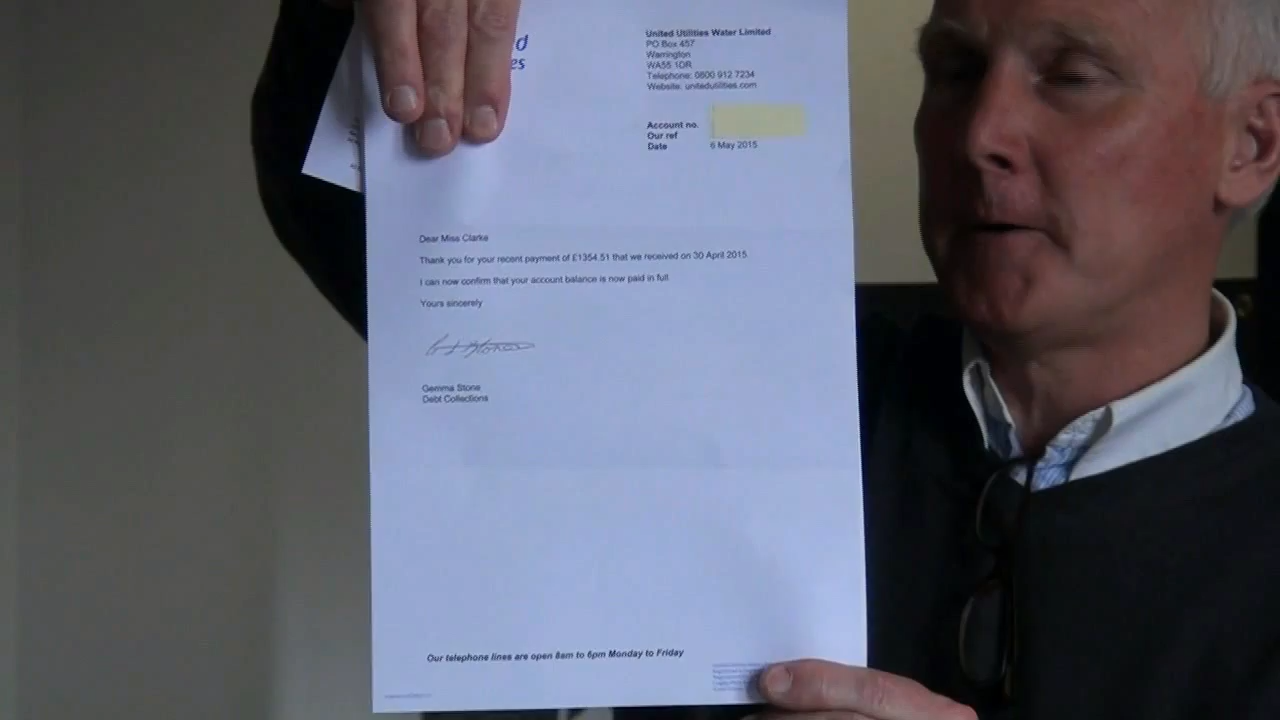 d
es
United Utilities Water Limited
PO Box 457
Warrington
WA55 1DR
Telephone: 0800 912 7234
Website: unitedutilities.com
Account no.
Our ref
Date 6 May 2015
Dear Miss Clarke
Thank you for your recent payment of £1354.51 that we received on 30 April 2015
I can now confirm that your account balance is now paid in full.
Yours sincerely
Gemma Stone
Debt Collections
Our telephone lines are open 8am to 6pm Monday to Friday